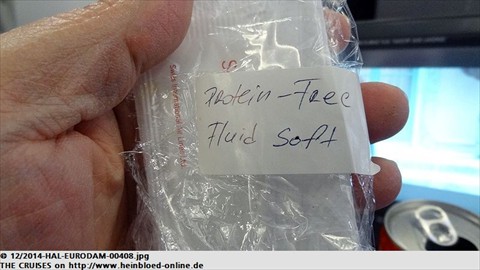 Protein-Free
Fluid Soft
© 12/2014-HAL-EURODAM-00408.jpg
THE CRUISES on http://www.heinbloed-online.de